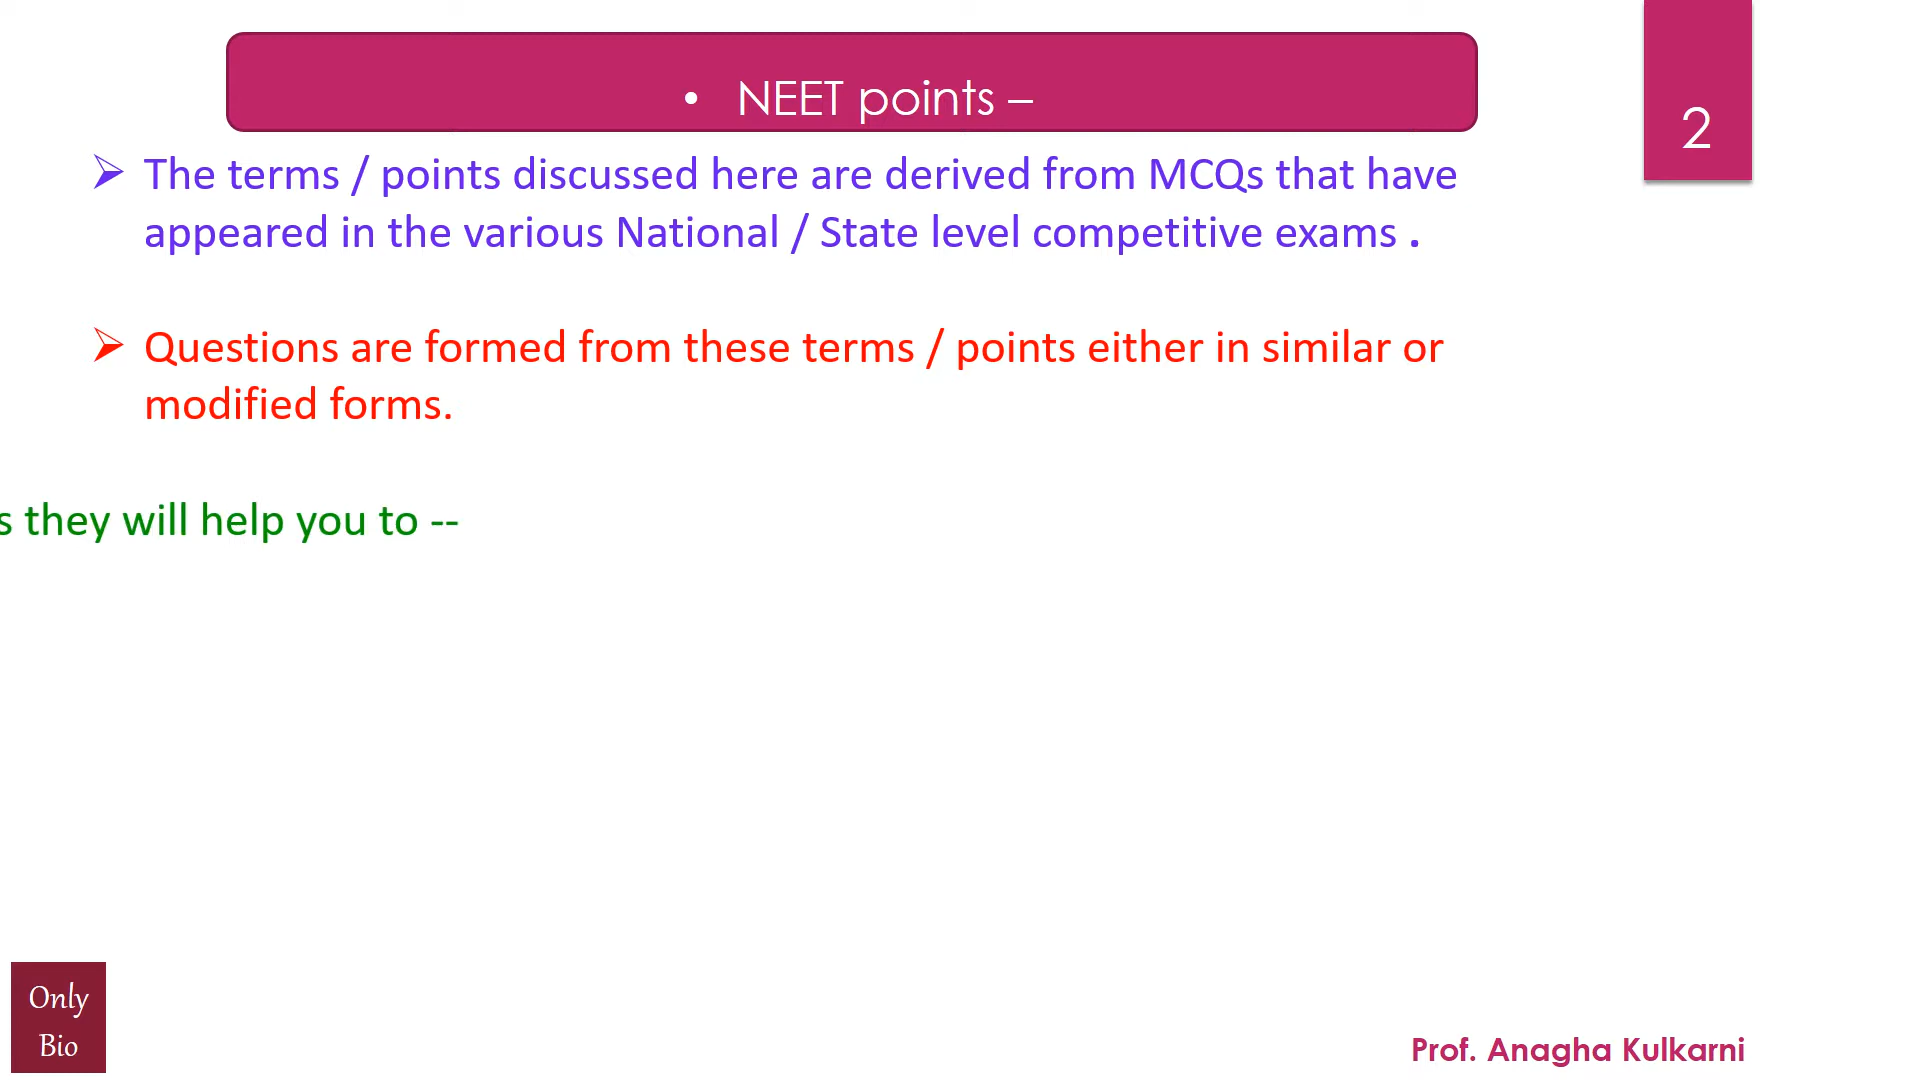 • NEET points –
2
➢ The terms / points discussed here are derived from MCQs that have
appeared in the various National / State level competitive exams .
➢ Questions are formed from these terms / points either in similar or
modified forms.
s they will help you to --
Only
Bio
Prof. Anagha Kulkarni